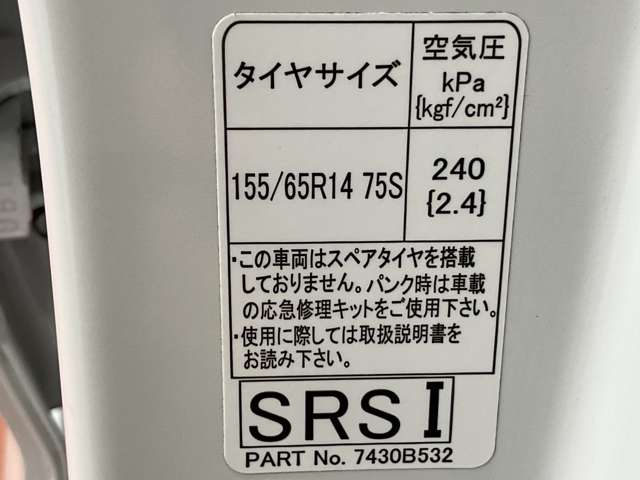 タイヤサイズ
空気圧
kPa
{kgf/cm²}
155/65R14 75S
240
{2.4}
・この車両はスペアタイヤを搭載
しておりません。パンク時は車載
の応急修理キットをご使用下さい。
・使用に際しては取扱説明書を
お読み下さい。
SRS I
PART No. 7430B532